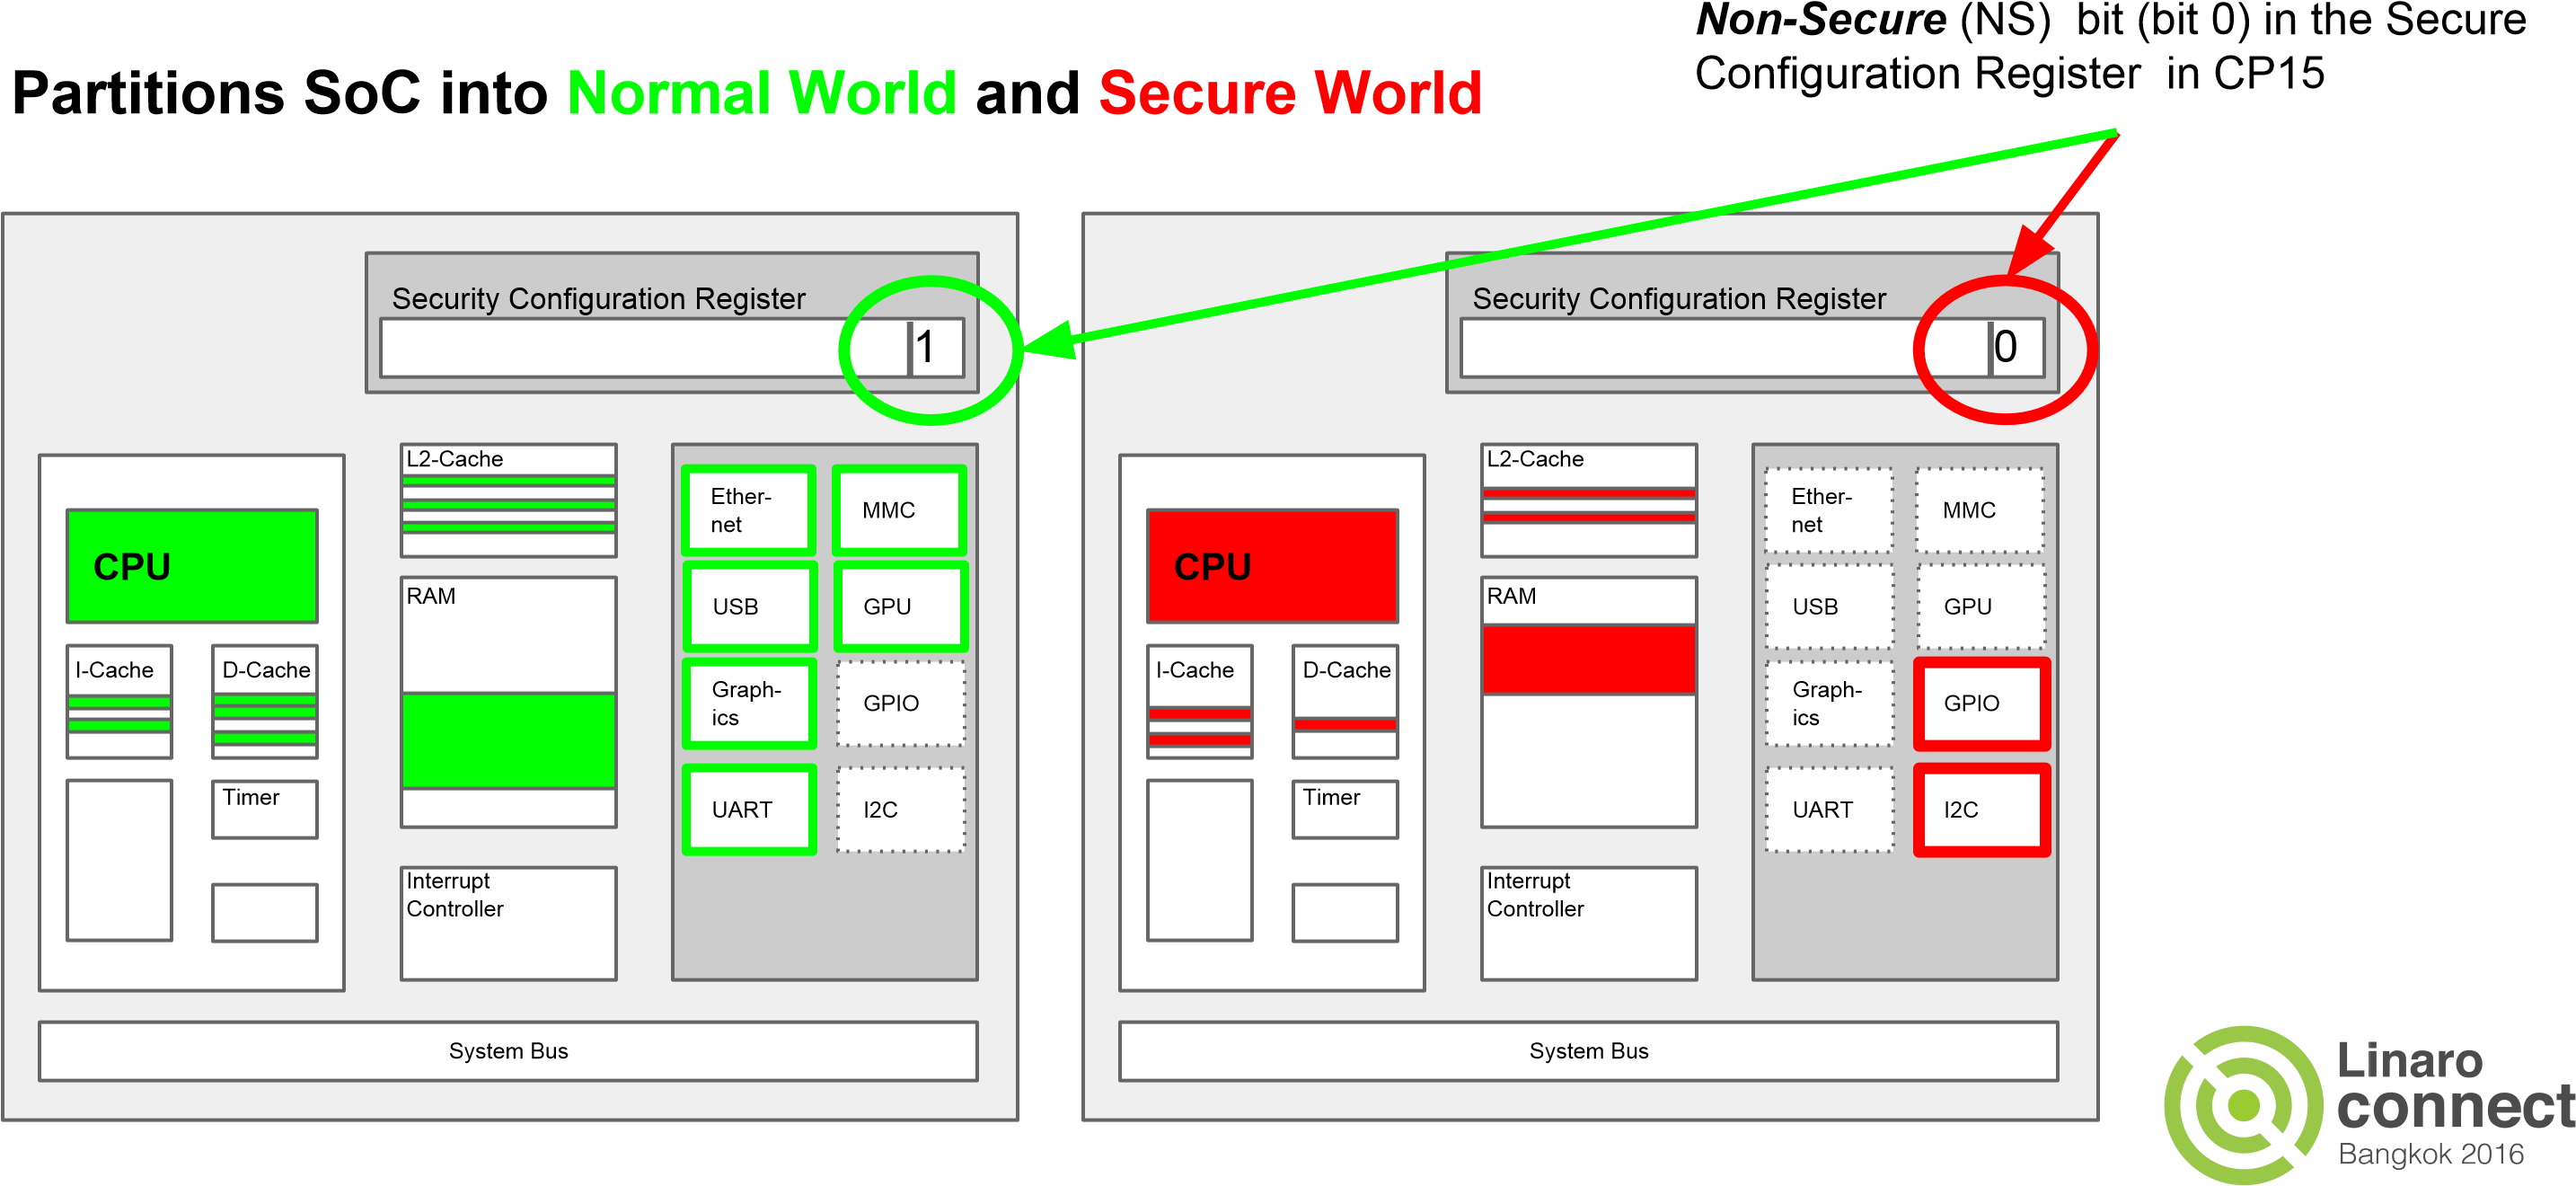 Non-Secure (NS) bit (bit 0) in the Secure
Configuration Register in CP15
Partitions SoC into Normal World and Secure World
Security Configuration Register
1
L2-Cache
Ether-
net
MMC
CPU
RAM
USB
GPU
I-Cache
D-Cache
Graph-
ics
GPIO
Timer
UART
I2C
Interrupt
Controller
System Bus
Security Configuration Register
0
L2-Cache
Ether-
net
MMC
CPU
RAM
USB
GPU
I-Cache
D-Cache
Graph-
ics
GPIO
Timer
UART
I2C
Interrupt
Controller
System Bus
Linaro
connect
Bangkok 2016